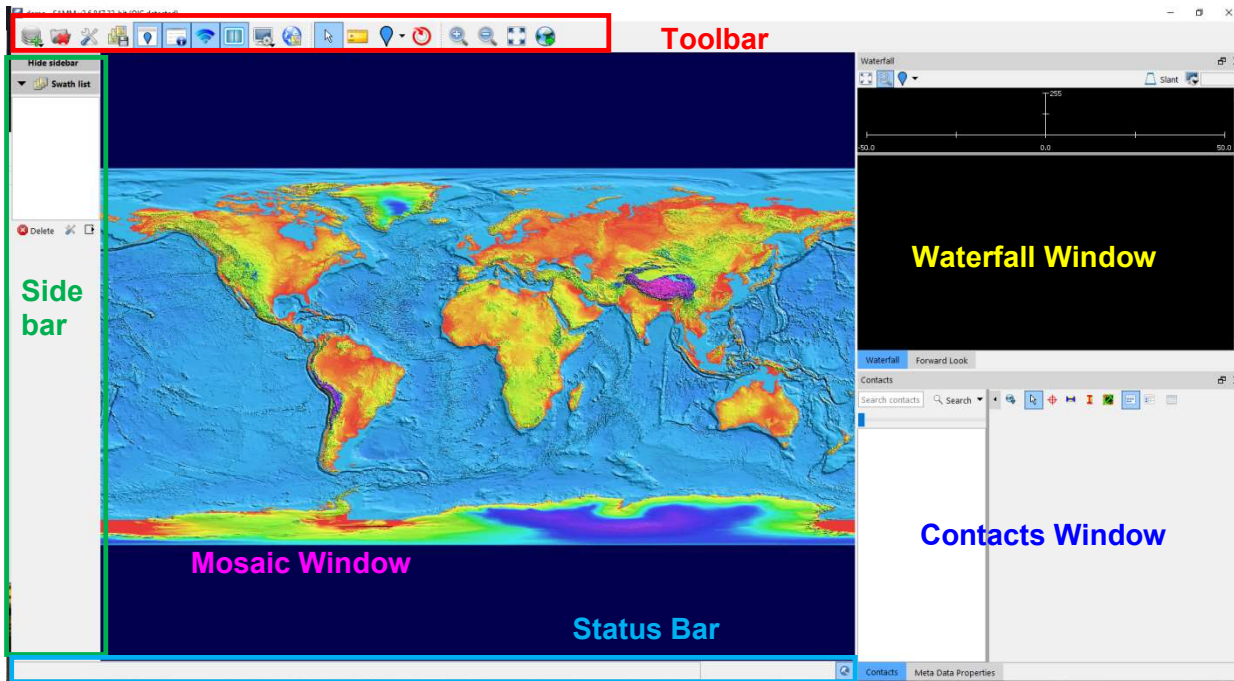 Toolbar
Hide sidebar
Swath list
Delete
Side
bar
Mosaic Window
Status Bar
Waterfall
Slant
255
-50.0
0.0
50.0
Waterfall Window
Waterfall
Forward Look
Contacts
Search contacts
Search
Contacts Window
Contacts
Meta Data Properties